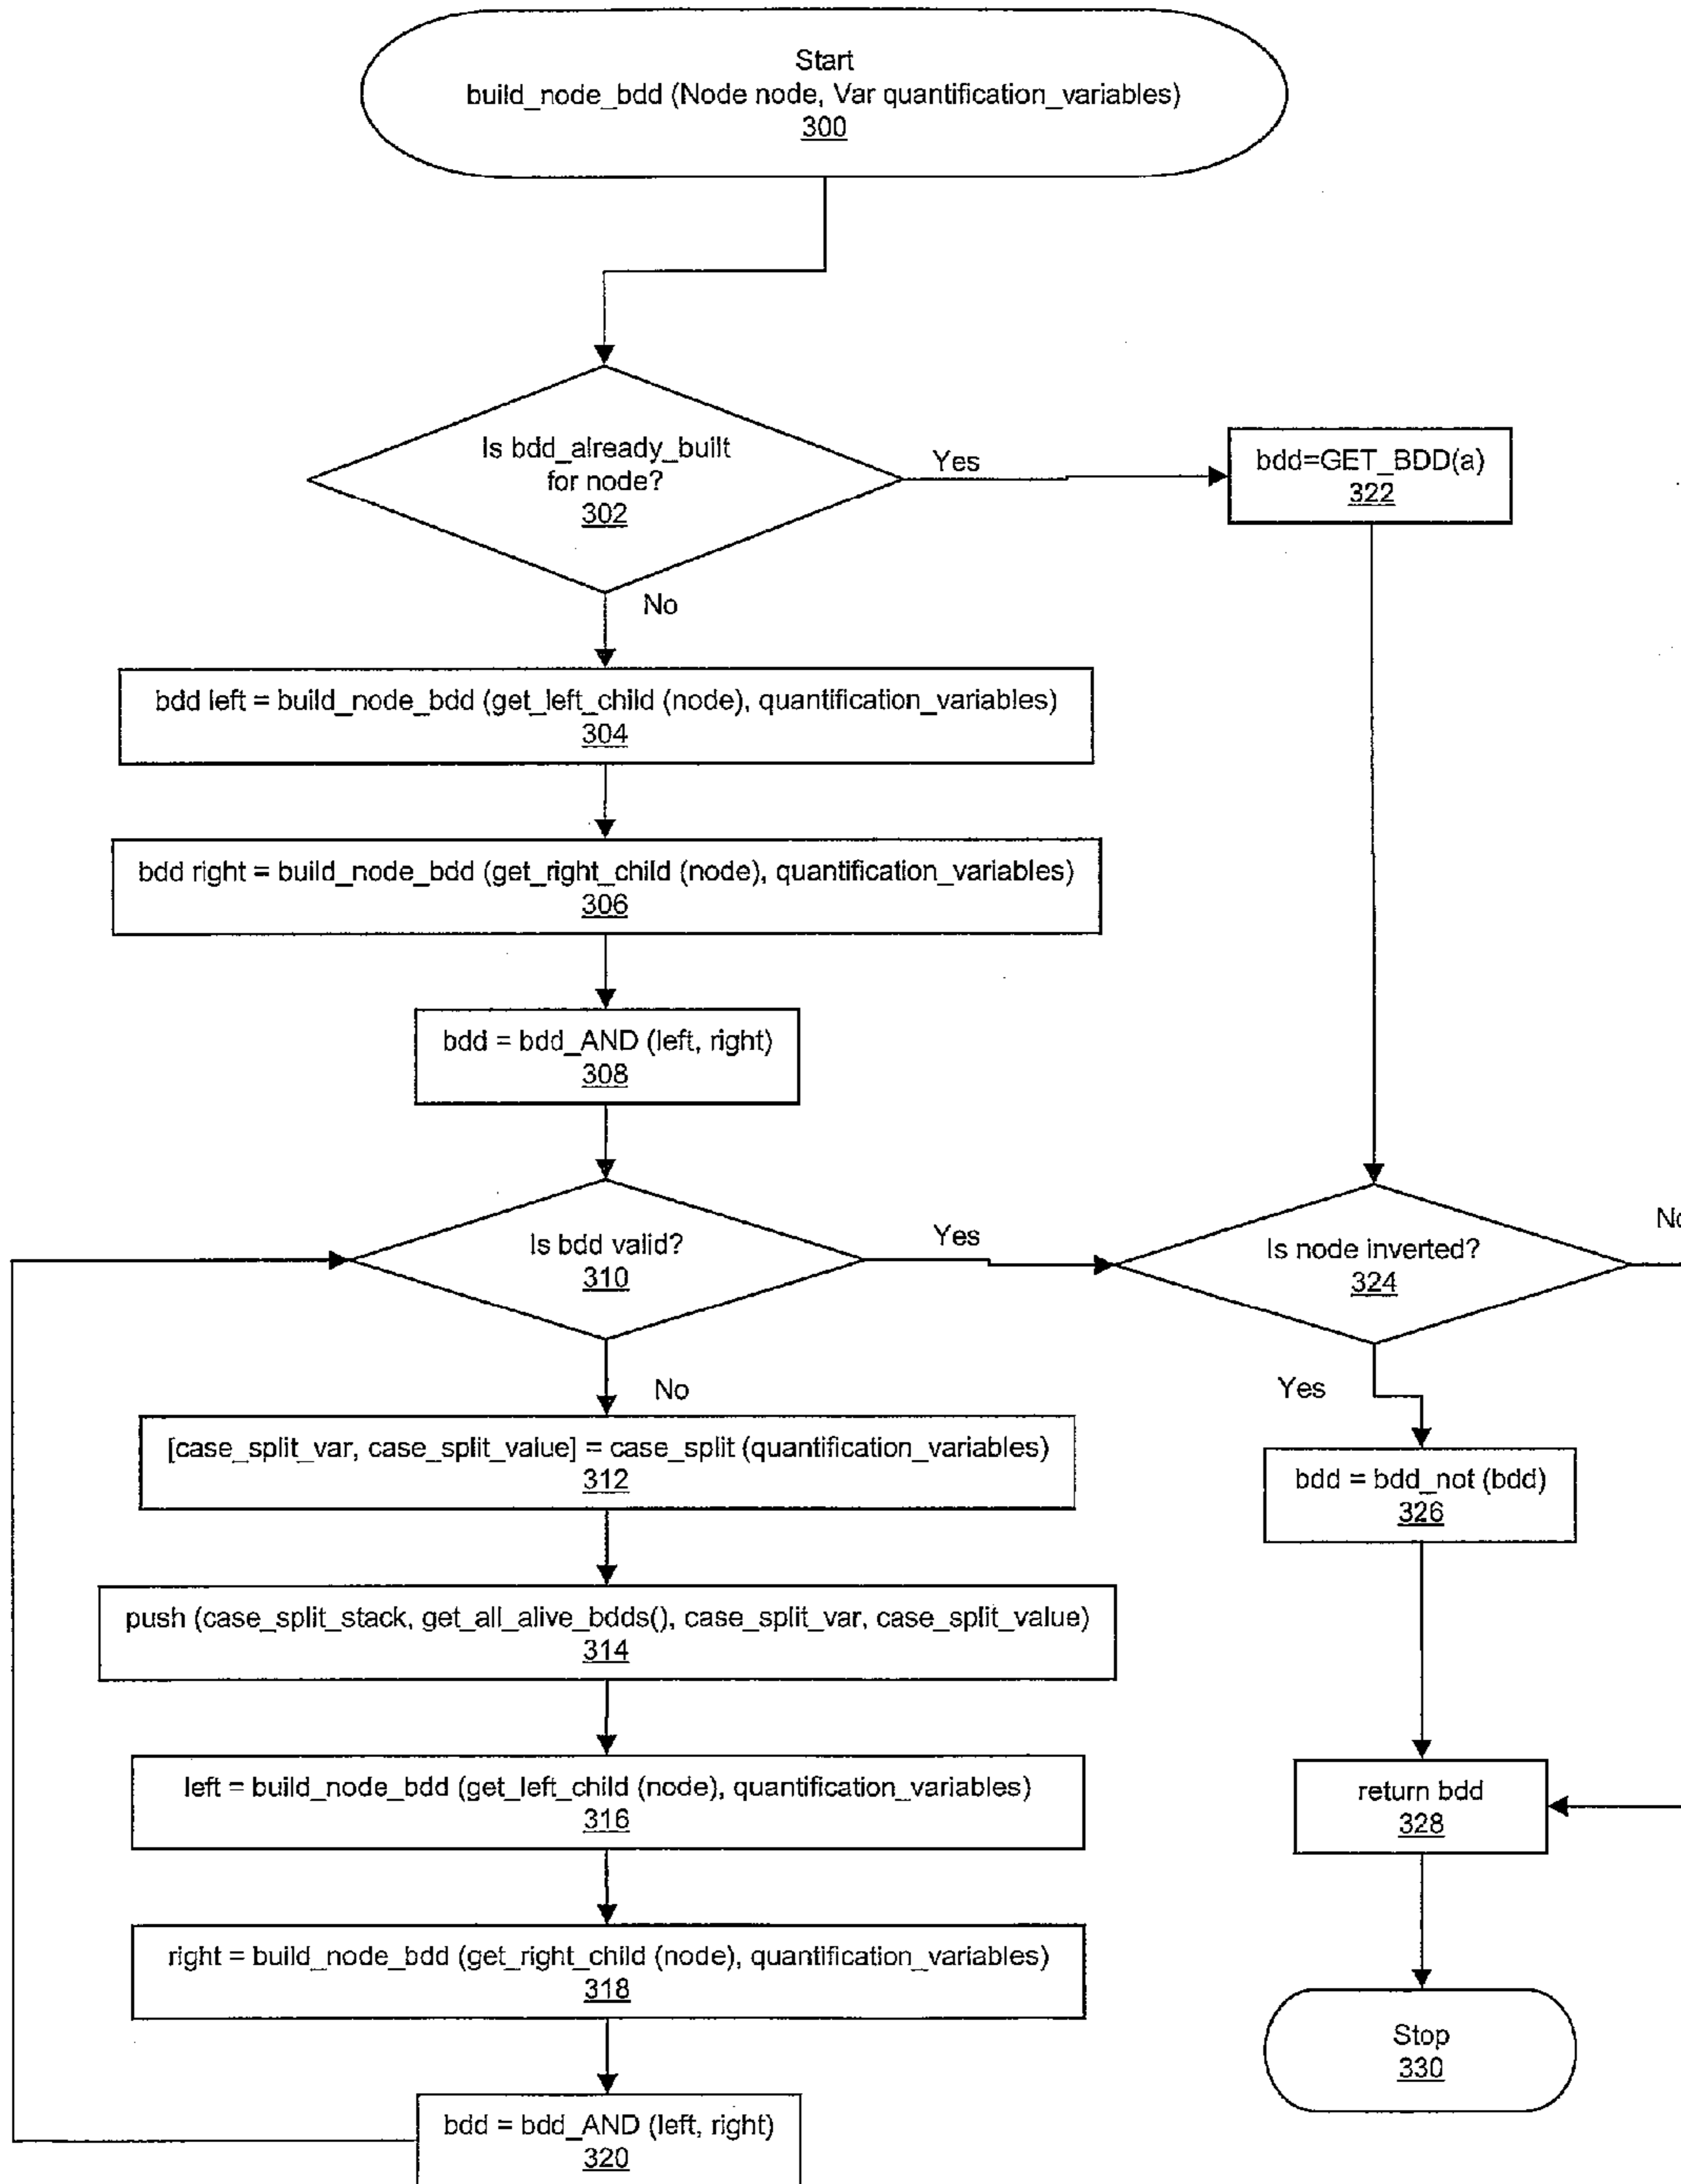 Start
build_node_bdd (Node node, Var quantification_variables)
300
Is bdd_already_built
for node?
302
Yes
bdd=GET_BDD(a)
322
No
bdd left = build_node_bdd (get_left_child (node), quantification_variables)
304
bdd right = build_node_bdd (get_right_child (node), quantification_variables)
306
bdd = bdd_AND (left, right)
308
Is bdd valid?
310
Yes
Is node inverted?
324
No
No
Yes
[case_split_var, case_split_value] = case_split (quantification_variables)
312
bdd = bdd_not (bdd)
326
push (case_split_stack, get_all_alive_bdds(), case_split_var, case_split_value)
314
left = build_node_bdd (get_left_child (node), quantification_variables)
316
return bdd
328
right = build_node_bdd (get_right_child (node), quantification_variables)
318
Stop
330
bdd = bdd_AND (left, right)
320